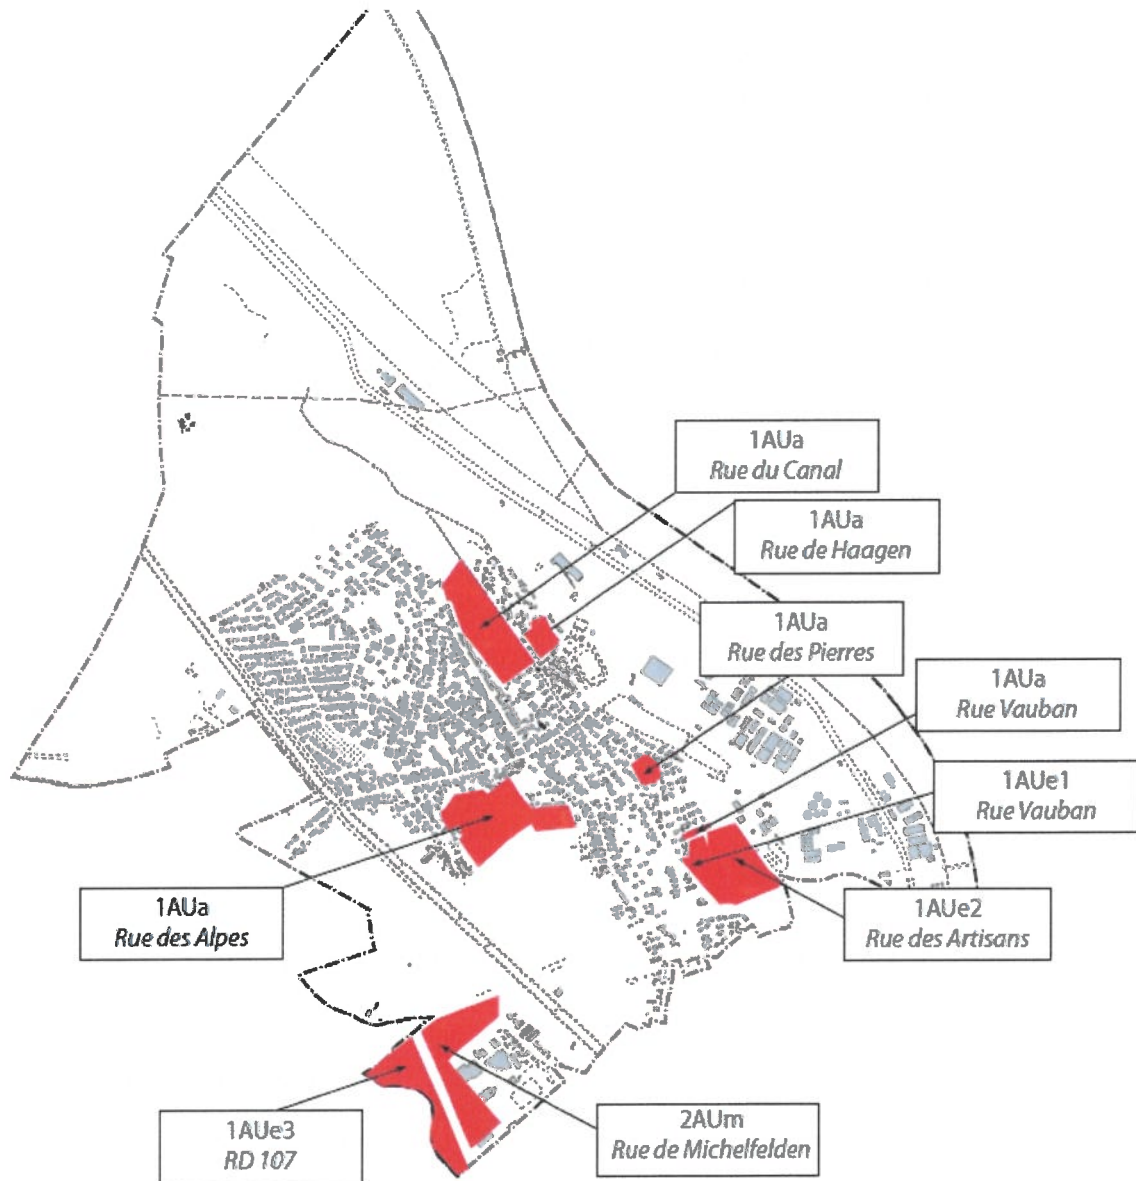 1AUa
Rue du Canal
1AUa
Rue de Haagen
1AUa
Rue des Pierres
1AUa
Rue Vauban
1AUe1
Rue Vauban
1AUa
Rue des Alpes
1AUe2
Rue des Artisans
1AUe3
RD 107
2AUm
Rue de Michelfelden